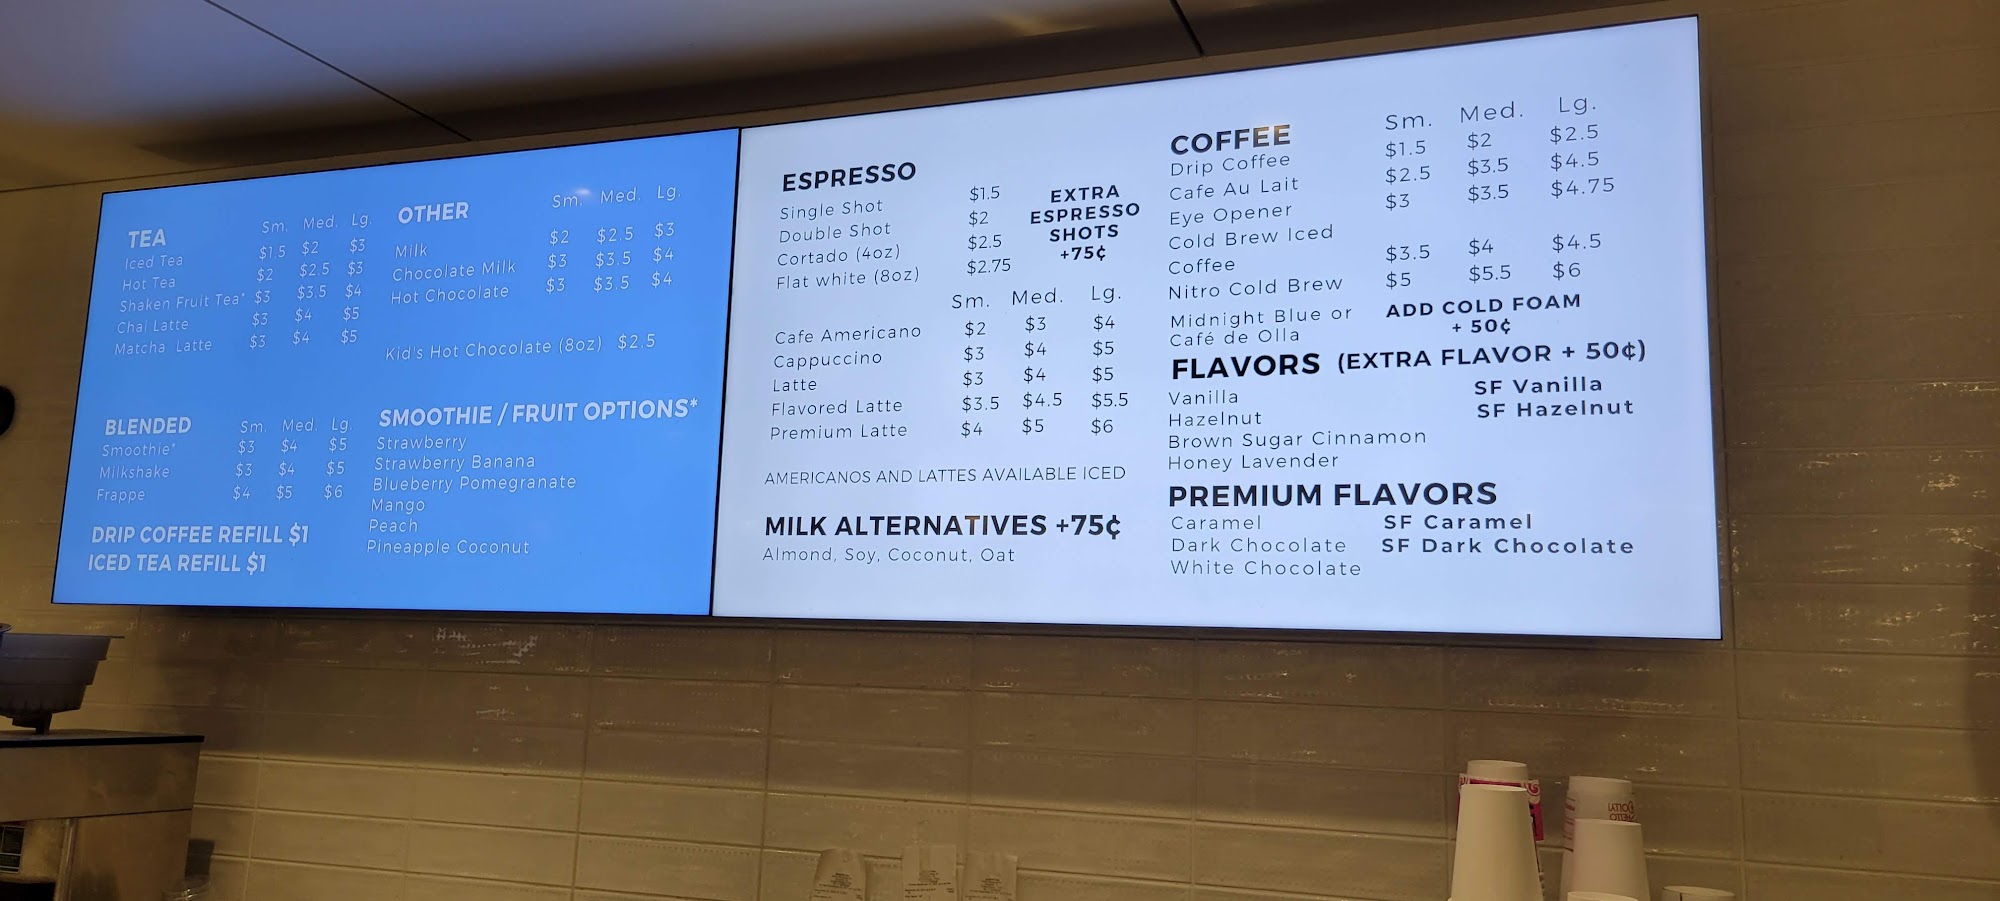 TEA Sm. Med. Lg.
Iced Tea $1.5 $2 $3
Hot Tea $2 $2.5 $3
Shaken Fruit Tea* $3 $3.5 $4
Chai Latte $3 $4 $5
Matcha Latte $3 $4 $5
OTHER Sm. Med. Lg.
Milk $2 $2.5 $3
Chocolate Milk $3 $3.5 $4
Hot Chocolate $3 $3.5 $4
Kid's Hot Chocolate (8oz) $2.5
BLENDED Sm. Med. Lg.
Smoothie* $3 $4 $5
Milkshake $3 $4 $5
Frappe $4 $5 $6
DRIP COFFEE REFILL $1
ICED TEA REFILL $1
SMOOTHIE / FRUIT OPTIONS*
Strawberry
Strawberry Banana
Blueberry Pomegranate
Mango
Peach
Pineapple Coconut
ESPRESSO
Single Shot $1.5
Double Shot $2
Cortado (4oz) $2.5
Flat white (8oz) $2.75
EXTRA
ESPRESSO
SHOTS
+75¢
Sm. Med. Lg.
Cafe Americano $2 $3 $4
Cappuccino $3 $4 $5
Latte $3 $4 $5
Flavored Latte $3.5 $4.5 $5.5
Premium Latte $4 $5 $6
AMERICANOS AND LATTES AVAILABLE ICED
MILK ALTERNATIVES +75¢
Almond, Soy, Coconut, Oat
COFFEE Sm. Med. Lg.
Drip Coffee $1.5 $2 $2.5
Cafe Au Lait $2.5 $3.5 $4.5
Eye Opener $3 $3.5 $4.75
Cold Brew Iced
Coffee $3.5 $4 $4.5
Nitro Cold Brew $5 $5.5 $6
Midnight Blue or
Café de Olla
ADD COLD FOAM
+ 50¢
FLAVORS (EXTRA FLAVOR + 50¢)
Vanilla SF Vanilla
Hazelnut SF Hazelnut
Brown Sugar Cinnamon
Honey Lavender
PREMIUM FLAVORS
Caramel SF Caramel
Dark Chocolate SF Dark Chocolate
White Chocolate